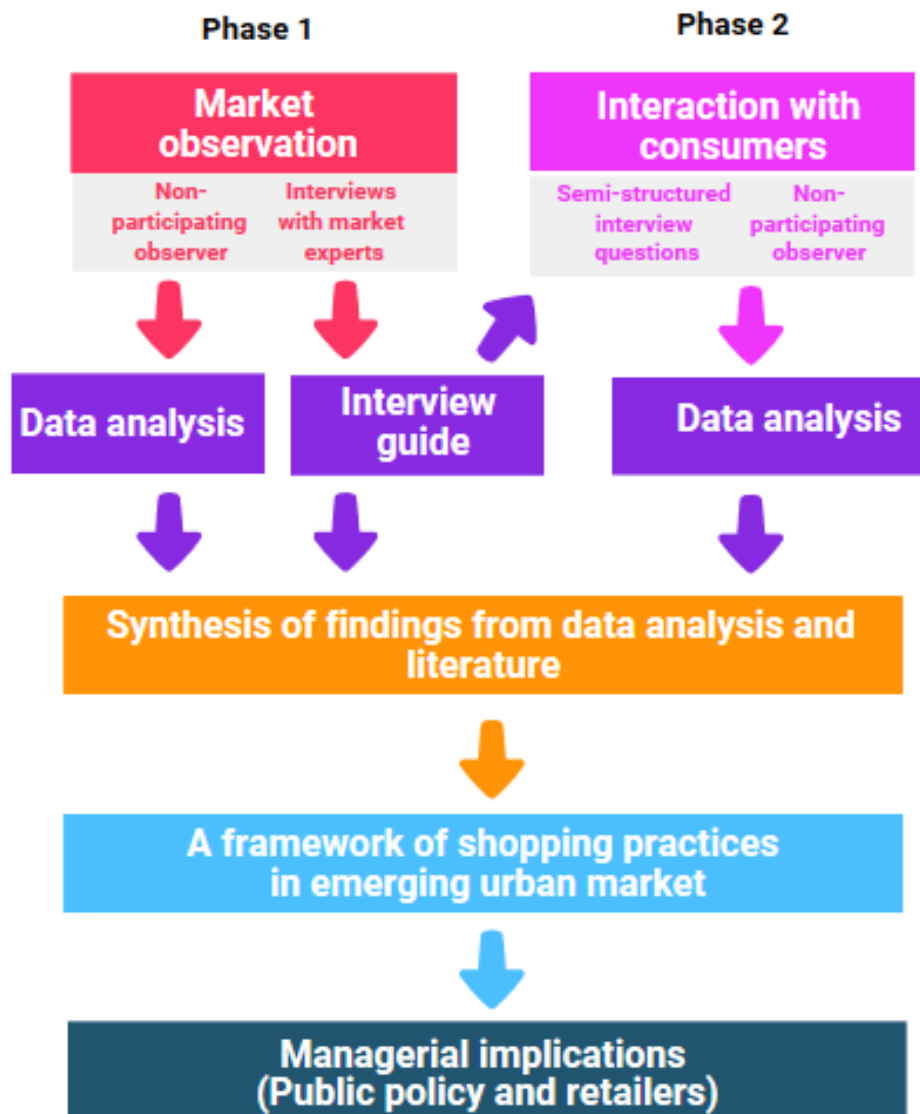 Phase 1
Phase 2
Market
observation
Non-
participating
observer
Interviews
with market
experts
Interaction with
consumers
Semi-structured
interview
questions
Non-
participating
observer
Data analysis
Interview
guide
Data analysis
Synthesis of findings from data analysis and
literature
A framework of shopping practices
in emerging urban market
Managerial implications
(Public policy and retailers)